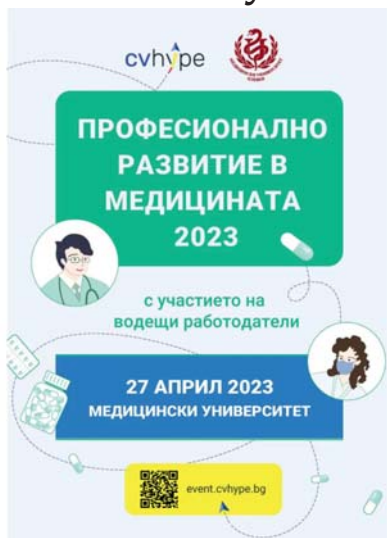 cvhype
ПРОФЕСИОНАЛНО
РАЗВИТИЕ В
МЕДИЦИНАТА
2023
с участието на
водещи работодатели
27 АПРИЛ 2023
МЕДИЦИНСКИ УНИВЕРСИТЕТ
event.cvhype.bg